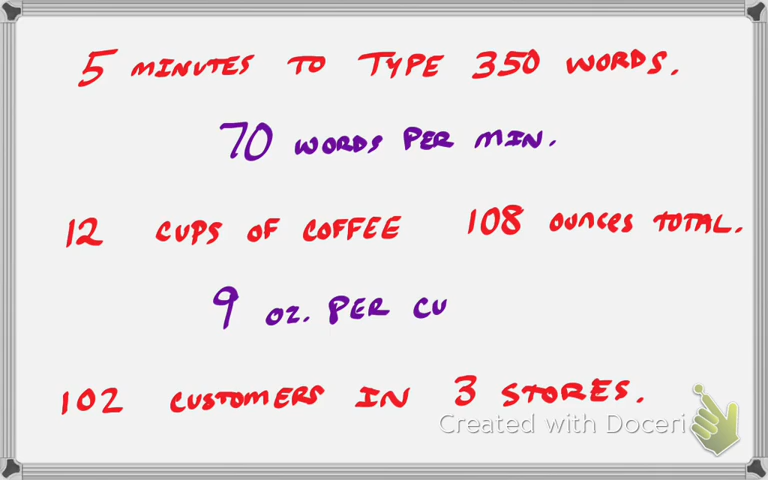 5 MINUTES TO TYPE 350 WORDS.
70 WORDS PER MIN.
12 CUPS OF COFFEE 108 OUNCES TOTAL.
9 OZ. PER CU
102 CUSTOMERS IN 3 STORES.
Created with Doceri